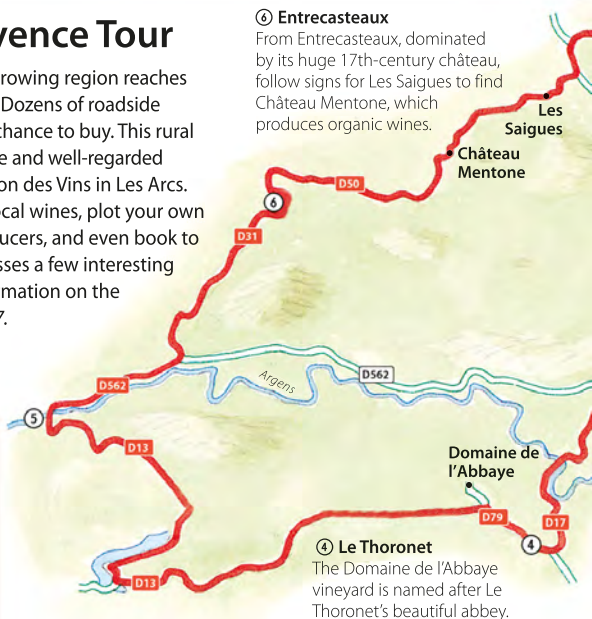 vence Tour
rowing region reaches
Dozens of roadside
chance to buy. This rural
e and well-regarded
on des Vins in Les Arcs.
ocal wines, plot your own
ucers, and even book to
sses a few interesting
mation on the
7.
⑥ Entrecasteaux
From Entrecasteaux, dominated
by its huge 17th-century château,
follow signs for Les Saigues to find
Château Mentone, which
produces organic wines.
Les
Saigues
Château
Mentone
D50
6
D31
D562
Argens
D562
5
D13
Domaine de
l'Abbaye
D79
D17
4
D13
④ Le Thoronet
The Domaine de l'Abbaye
vineyard is named after Le
Thoronet's beautiful abbey.